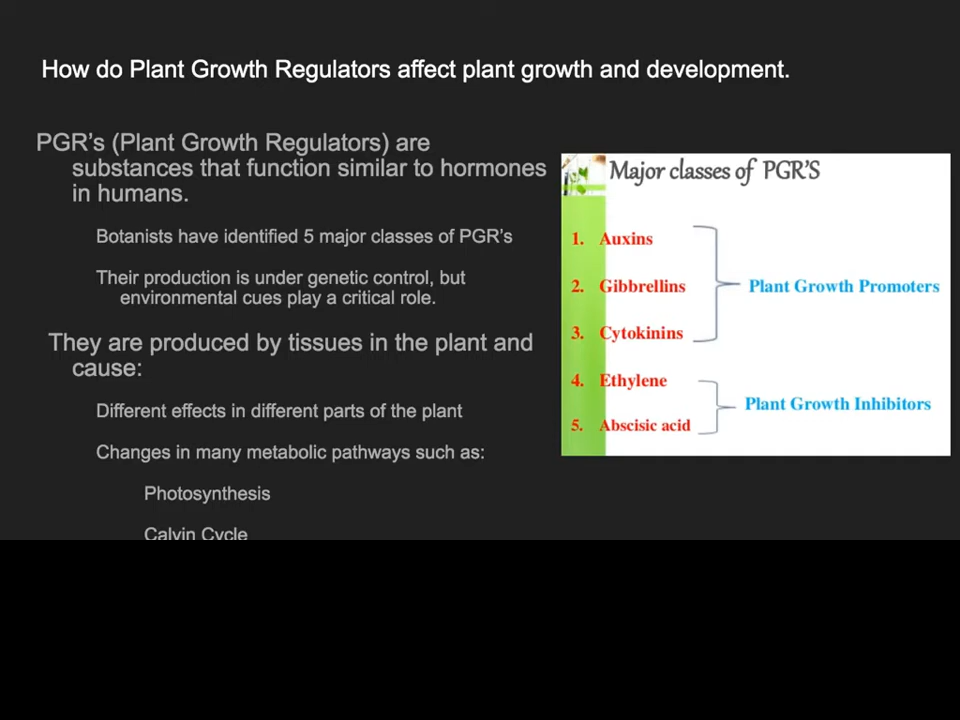 How do Plant Growth Regulators affect plant growth and development.
PGR's (Plant Growth Regulators) are
substances that function similar to hormones
in humans.
Botanists have identified 5 major classes of PGR's
Their production is under genetic control, but
environmental cues play a critical role.
They are produced by tissues in the plant and
cause:
Different effects in different parts of the plant
Changes in many metabolic pathways such as:
Photosynthesis
Calvin Cycle
Major classes of PGR'S
1. Auxins
2. Gibbrellins
3. Cytokinins
Plant Growth Promoters
4. Ethylene
5. Abscisic acid
Plant Growth Inhibitors